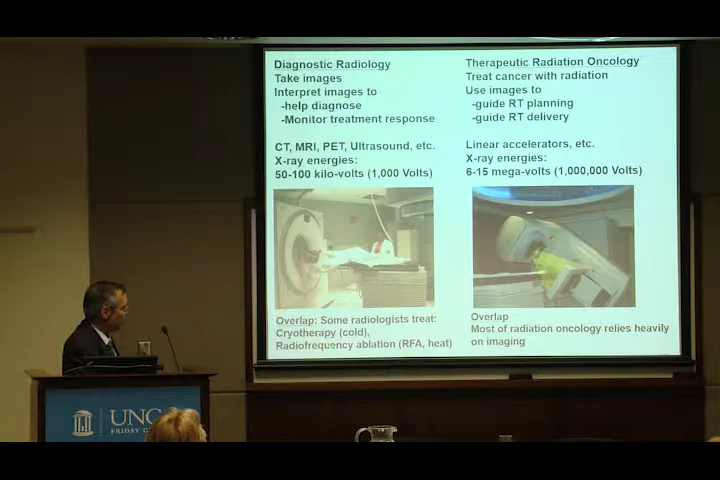 Diagnostic Radiology
Take images
Interpret images to
-help diagnose
-Monitor treatment response
CT, MRI, PET, Ultrasound, etc.
X-ray energies:
50-100 kilo-volts (1,000 Volts)
Overlap: Some radiologists treat:
Cryotherapy (cold),
Radiofrequency ablation (RFA, heat)
Therapeutic Radiation Oncology
Treat cancer with radiation
Use images to
-guide RT planning
-guide RT delivery
Linear accelerators, etc.
X-ray energies:
6-15 mega-volts (1,000,000 Volts)
Overlap
Most of radiation oncology relies heavily
on imaging
UNC
FRIDAY